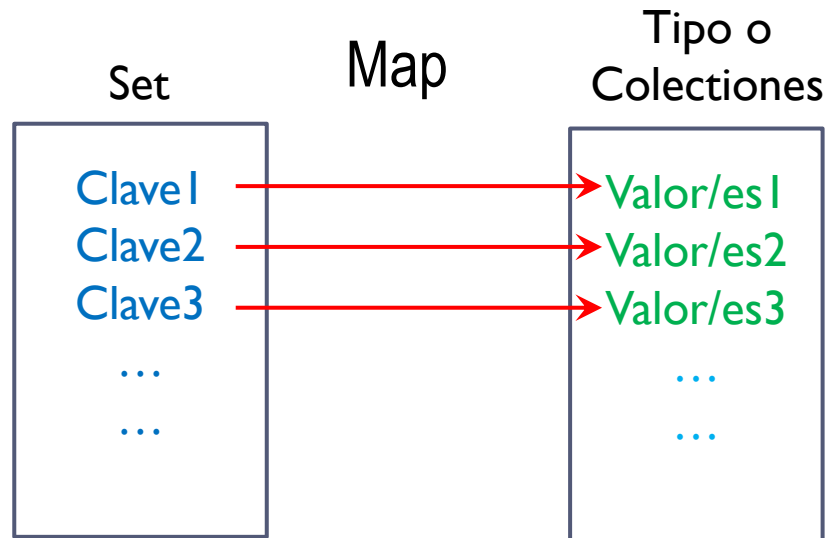 Set
Map
Tipo o
Colectiones
Clave1
Valor/es1
Clave2
Valor/es2
Clave3
Valor/es3
...
...
...
...